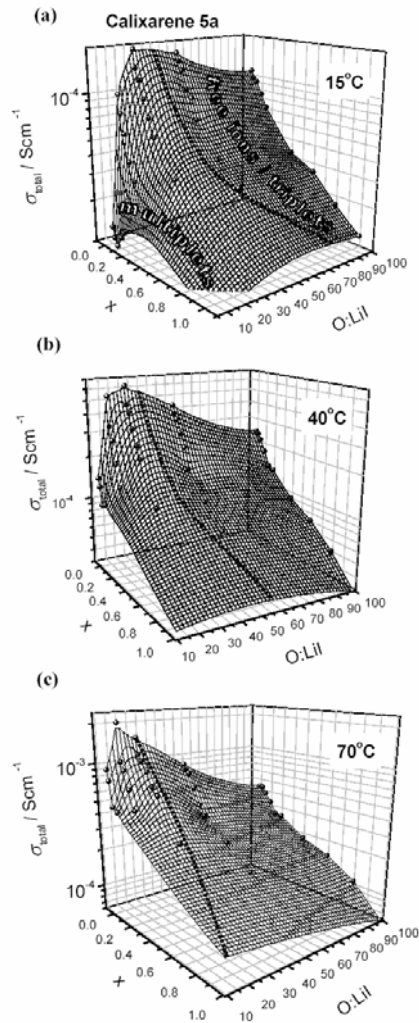 (a)
Calixarene 5a
15°C
10⁻⁴
σtotal / Scm⁻¹
free ions / triplets
multiplets
0.0 0.2 0.4 0.6 0.8 1.0
x
10 20 30 40 50 60 70 80 90 100
O:LiI
(b)
40°C
10⁻⁴
σtotal / Scm⁻¹
0.0 0.2 0.4 0.6 0.8 1.0
x
10 20 30 40 50 60 70 80 90 100
O:LiI
(c)
70°C
10⁻³
10⁻⁴
σtotal / Scm⁻¹
0.0 0.2 0.4 0.6 0.8 1.0
x
10 20 30 40 50 60 70 80 90 100
O:LiI